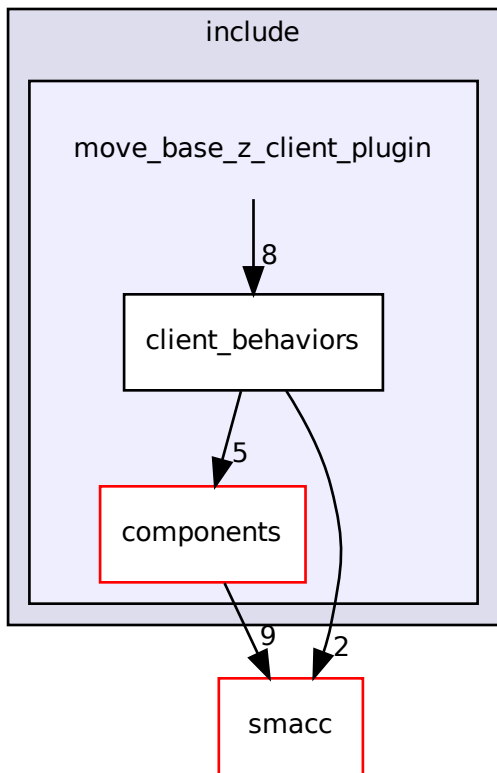 include
move_base_z_client_plugin
8
client_behaviors
5
components
9
2
smacc